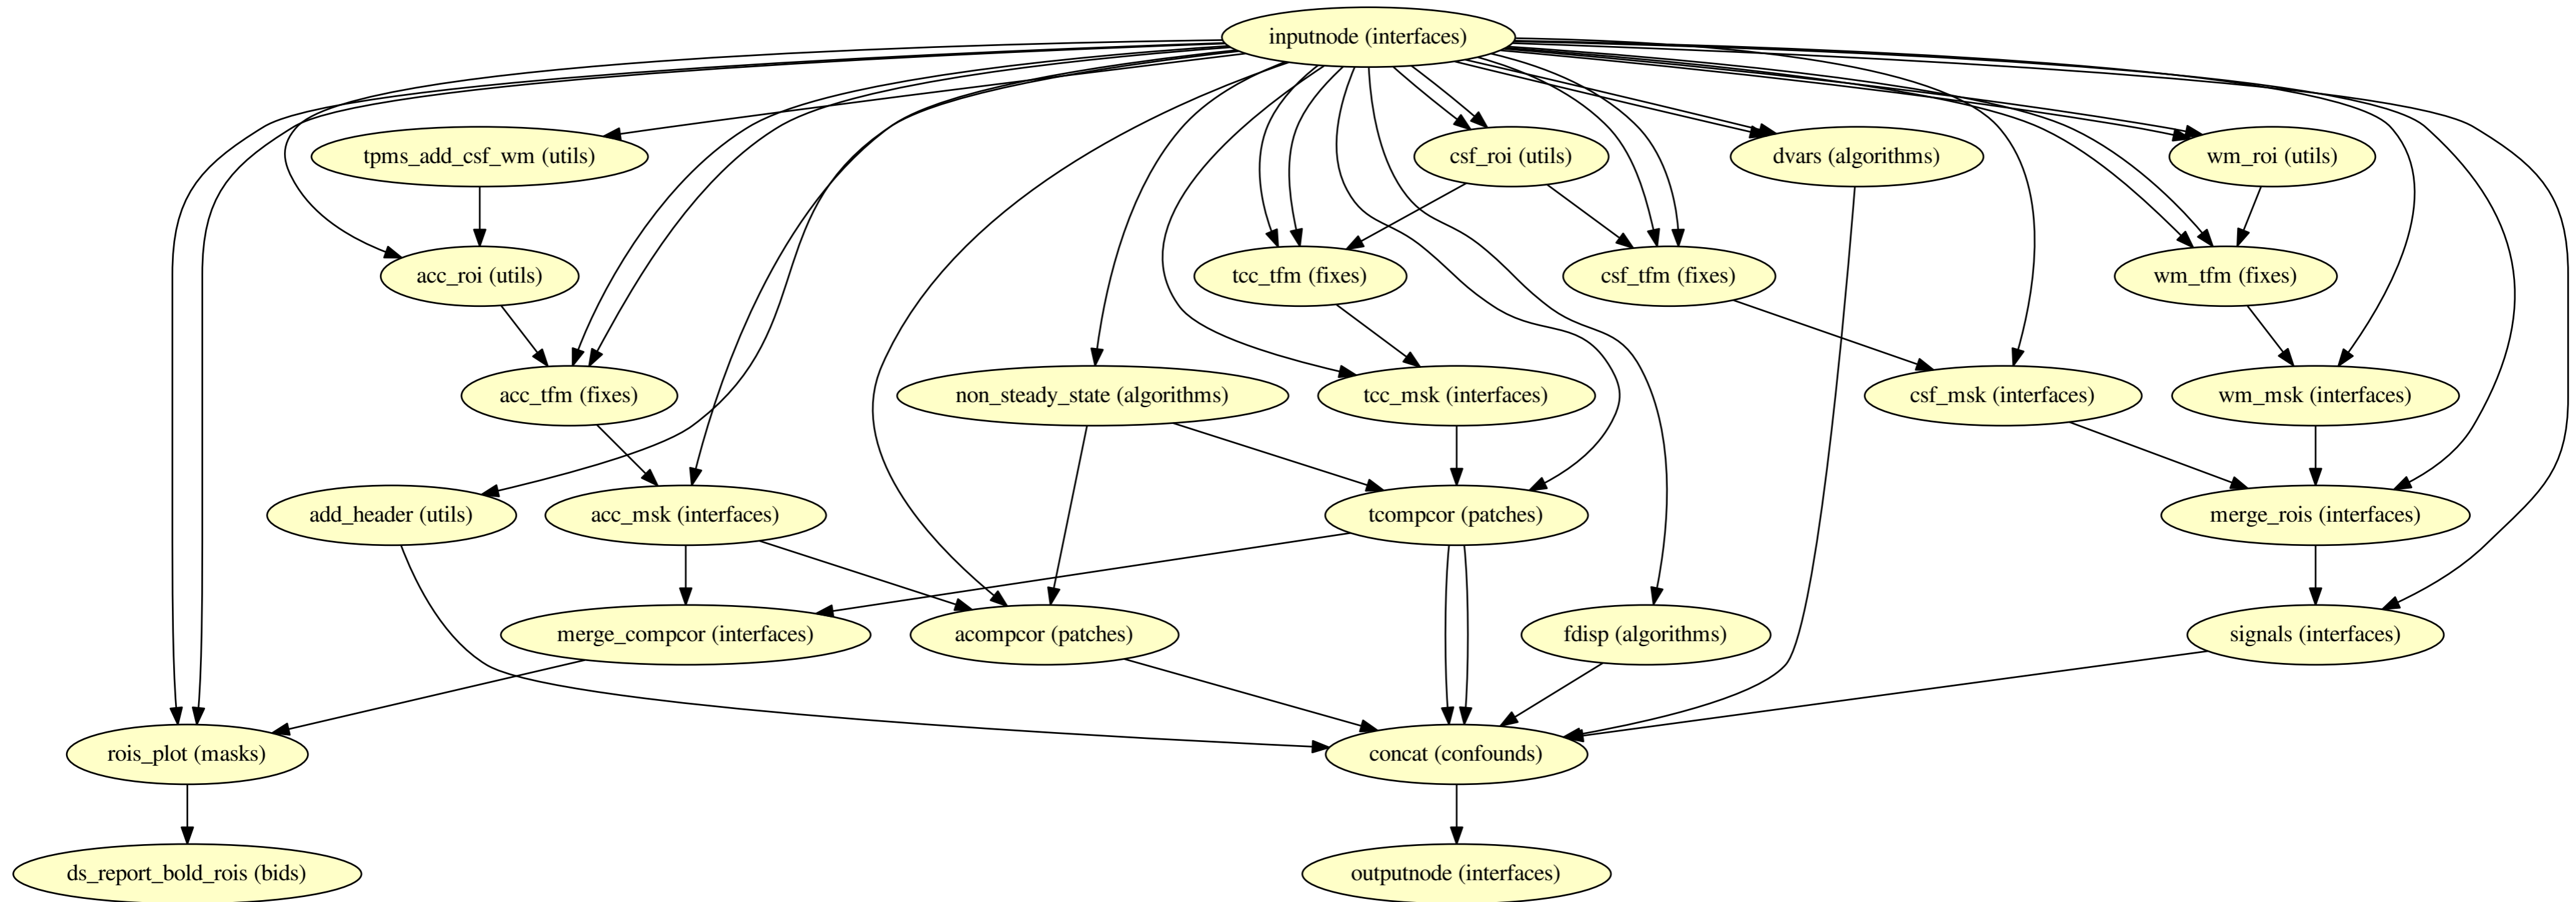 inputnode (interfaces)
tpms_add_csf_wm (utils)
csf_roi (utils)
dvars (algorithms)
wm_roi (utils)
acc_roi (utils)
tcc_tfm (fixes)
csf_tfm (fixes)
wm_tfm (fixes)
acc_tfm (fixes)
non_steady_state (algorithms)
tcc_msk (interfaces)
csf_msk (interfaces)
wm_msk (interfaces)
add_header (utils)
acc_msk (interfaces)
tcompcor (patches)
merge_rois (interfaces)
merge_compcor (interfaces)
acompcor (patches)
fdisp (algorithms)
signals (interfaces)
rois_plot (masks)
concat (confounds)
ds_report_bold_rois (bids)
outputnode (interfaces)